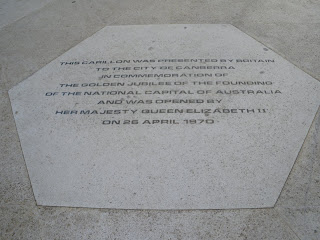 THIS CARILLON WAS PRESENTED BY BRITAIN
TO THE CITY OF CANBERRA
IN COMMEMORATION OF
THE GOLDEN JUBILEE OF THE FOUNDING
OF THE NATIONAL CAPITAL OF AUSTRALIA
AND WAS OPENED BY
HER MAJESTY QUEEN ELIZABETH II
ON 26 APRIL 1970